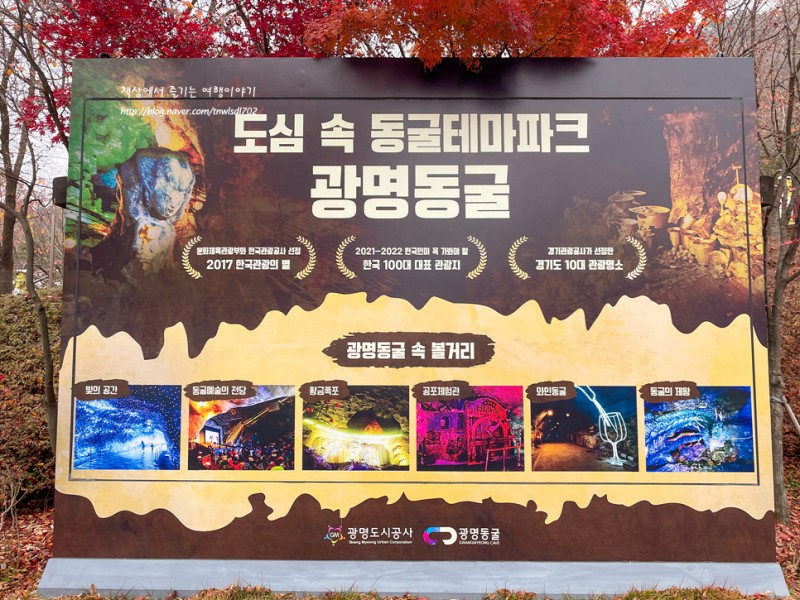 책상에서 즐기는 여행이야기
http://blog.naver.com/tnwlsdl702
도심 속 동굴테마파크
광명동굴
문화체육관광부와 한국관광공사 선정
2017 한국관광의 별
2021-2022 한국인이 꼭 가봐야 할
한국 100대 대표 관광지
경기관광공사가 선정한
경기도 10대 관광명소
광명동굴 속 볼거리
빛의 공간
동굴예술의 전당
황금폭포
공포체험관
와인동굴
동굴의 제왕
GM 광명도시공사
Gwang Myeong Urban Corporation
광명동굴
GWANGMYEONG CAVE